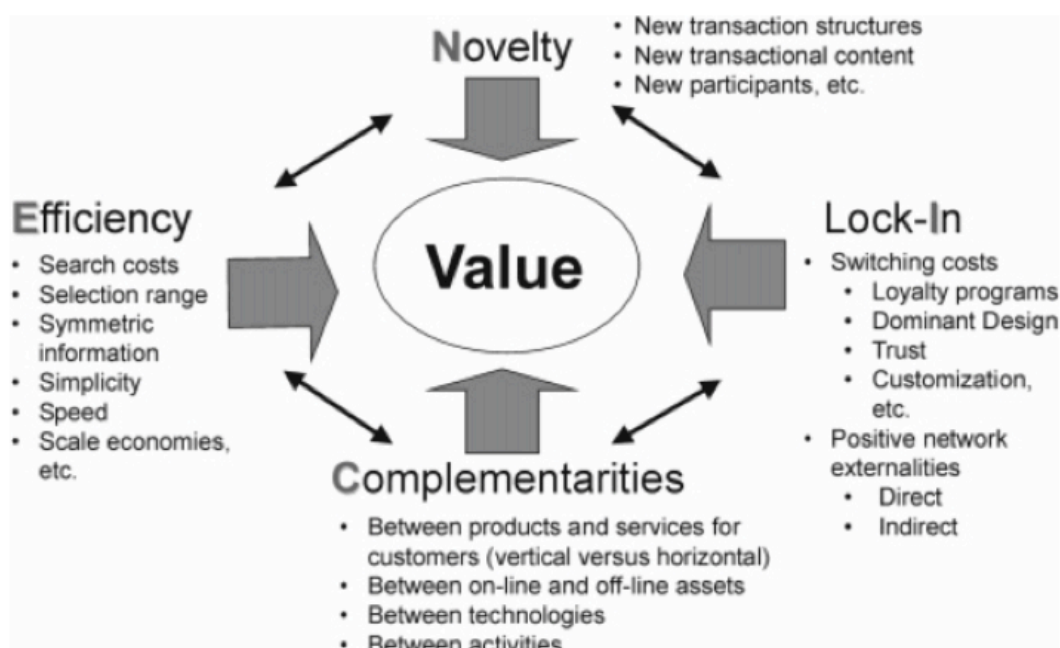 Novelty
• New transaction structures
• New transactional content
• New participants, etc.
Efficiency
• Search costs
• Selection range
• Symmetric
information
• Simplicity
• Speed
• Scale economies,
etc.
Value
Lock-In
• Switching costs
• Loyalty programs
• Dominant Design
• Trust
• Customization,
etc.
• Positive network
externalities
• Direct
• Indirect
Complementarities
• Between products and services for
customers (vertical versus horizontal)
• Between on-line and off-line assets
• Between technologies
• Between activities